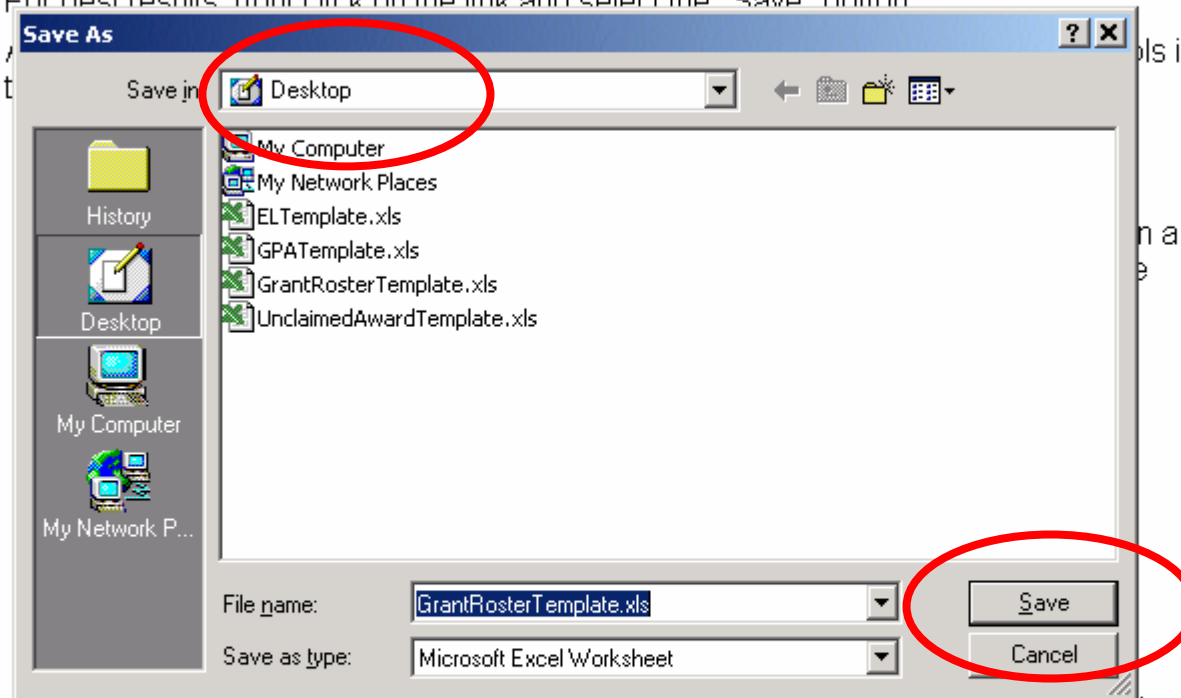 Save As
Save in
Desktop
ols i
t
My Computer
My Network Places
ELTemplate.xls
GPATemplate.xls
GrantRosterTemplate.xls
UnclaimedAwardTemplate.xls
History
Desktop
My Computer
My Network P...
n a
e
File name:
GrantRosterTemplate.xls
Save
Save as type:
Microsoft Excel Worksheet
Cancel